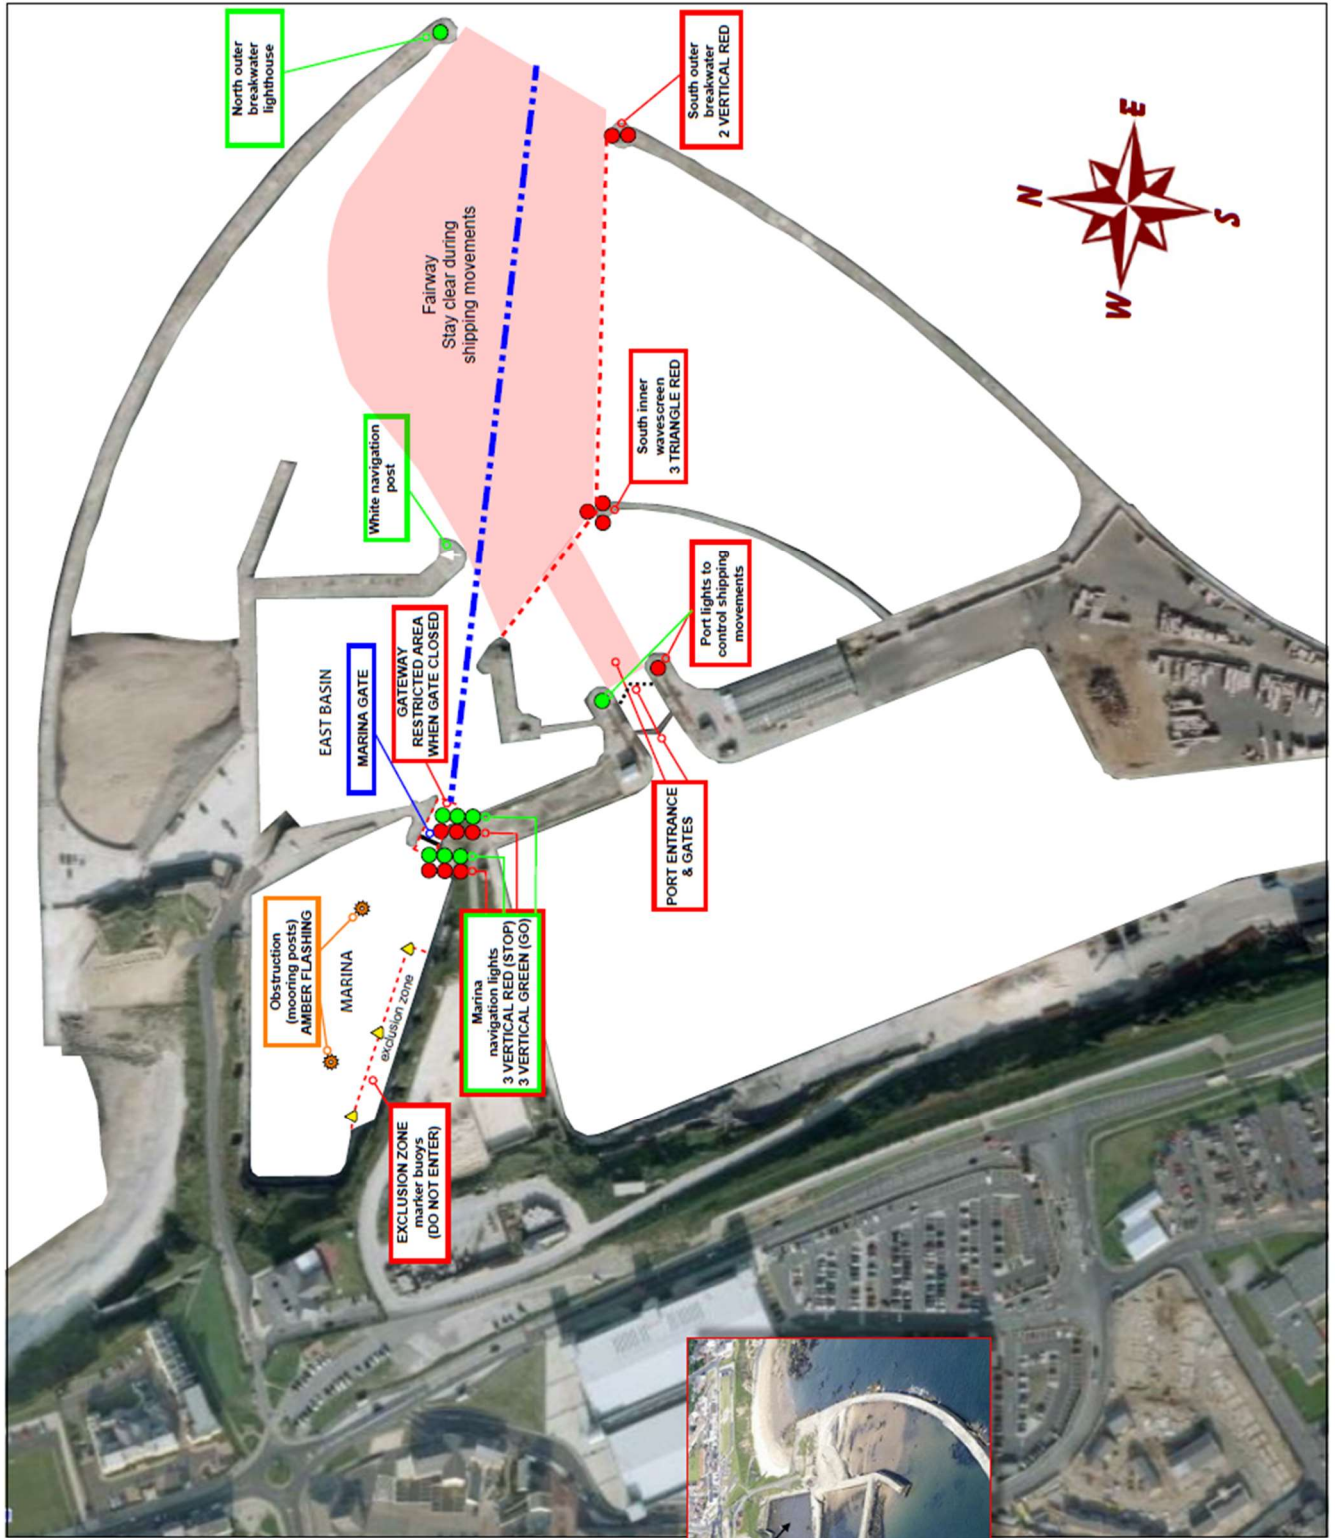 North outer
breakwater
lighthouse
South outer
breakwater
2 VERTICAL RED
Fairway
Stay clear during
shipping movements
N
E
S
W
White navigation
post
South inner
wavescreen
3 TRIANGLE RED
EAST BASIN
MARINA GATE
GATEWAY
RESTRICTED AREA
WHEN GATE CLOSED
Port lights to
control shipping
movements
PORT ENTRANCE
& GATES
Obstruction
(mooring posts)
AMBER FLASHING
MARINA
exclusion zone
Marina
navigation lights
3 VERTICAL RED (STOP)
3 VERTICAL GREEN (GO)
EXCLUSION ZONE
marker buoys
(DO NOT ENTER)